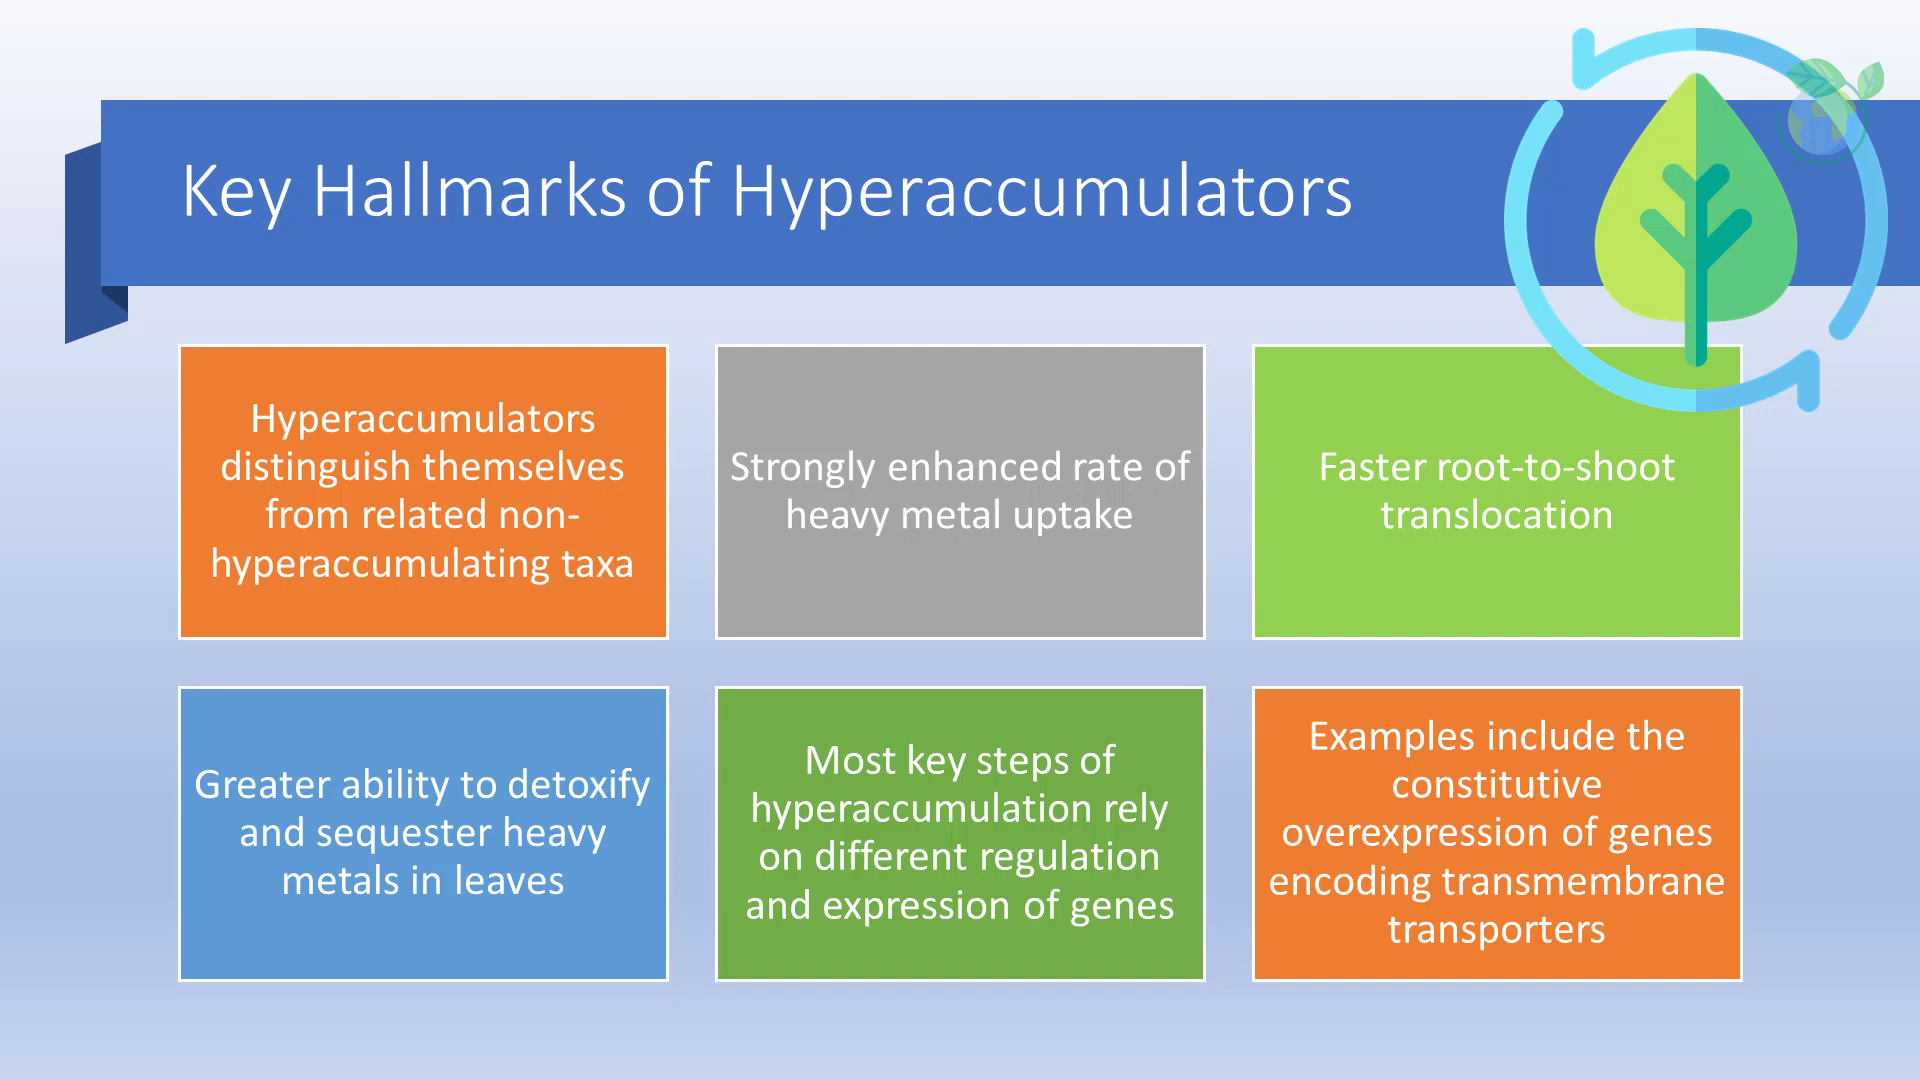 Key Hallmarks of Hyperaccumulators
Hyperaccumulators
distinguish themselves
from related non-
hyperaccumulating taxa
Strongly enhanced rate of
heavy metal uptake
Faster root-to-shoot
translocation
Greater ability to detoxify
and sequester heavy
metals in leaves
Most key steps of
hyperaccumulation rely
on different regulation
and expression of genes
Examples include the
constitutive
overexpression of genes
encoding transmembrane
transporters